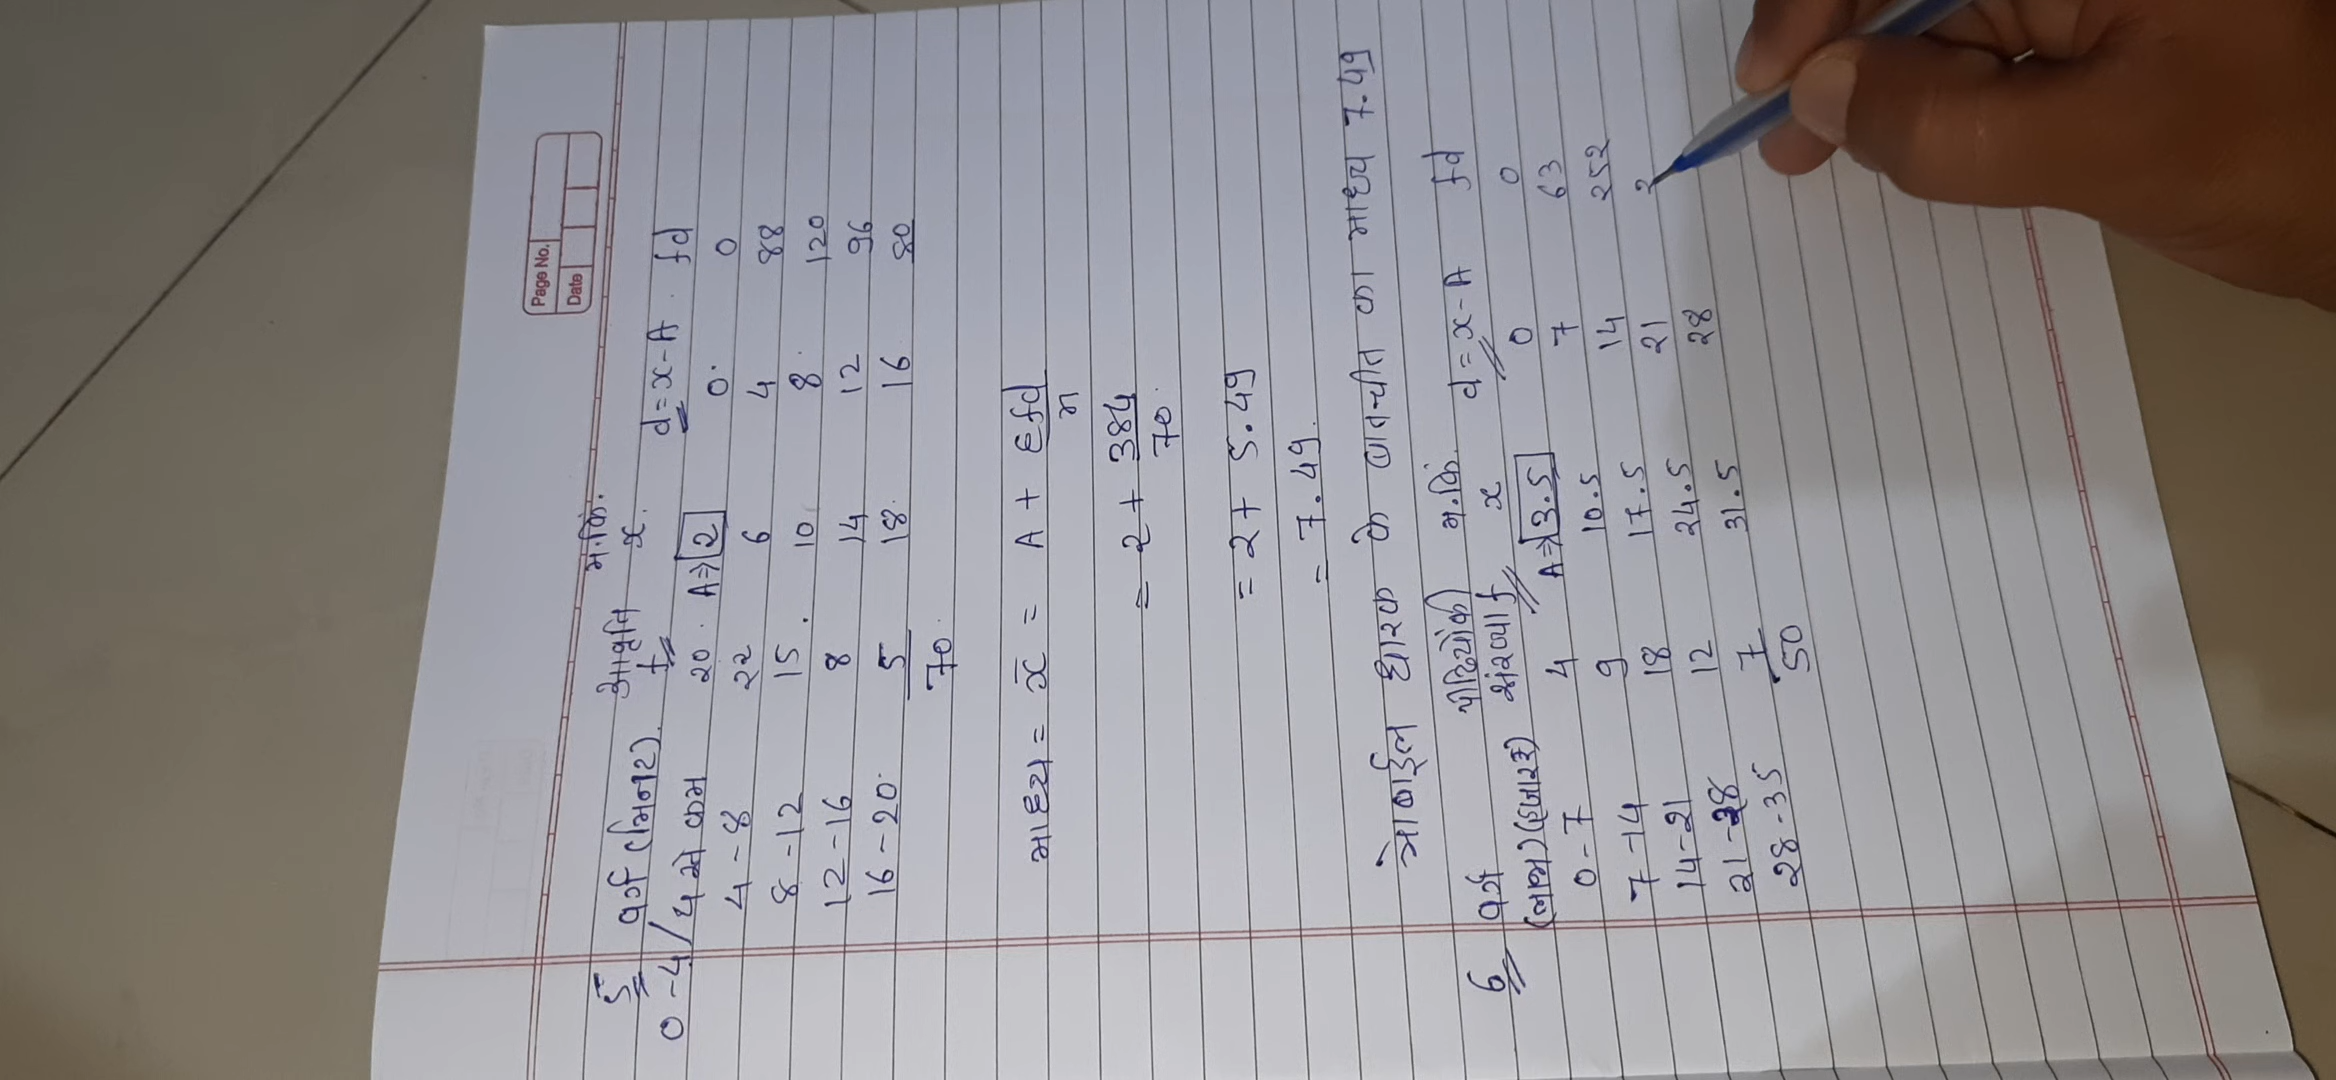 Page No.
Date
म.किं.
5 वर्ग (मिनट) आवृत्ति x d=x-A fd
0-4/4 से कम f
20 A⇒2 0 0
4-8 22 6 4 88
8-12 15 10 8 120
12-16 8 14 12 96
16-20 5 18 16 80
70
माध्य = x̄ = A + Σfd
n
= 2 + 384
70
= 2+ 5.49
= 7.49
मोबाईल धारक के बातचीत का माध्य 7.49
6 वर्ग म.किं. d=x-A fd
(हजार) संख्या f x
0-7 4 A⇒3.5 0 0
7-14 9 10.5 7 63
14-21 18 17.5 14 252
21-28 12 24.5 21 2
28-35 7 31.5 28
50